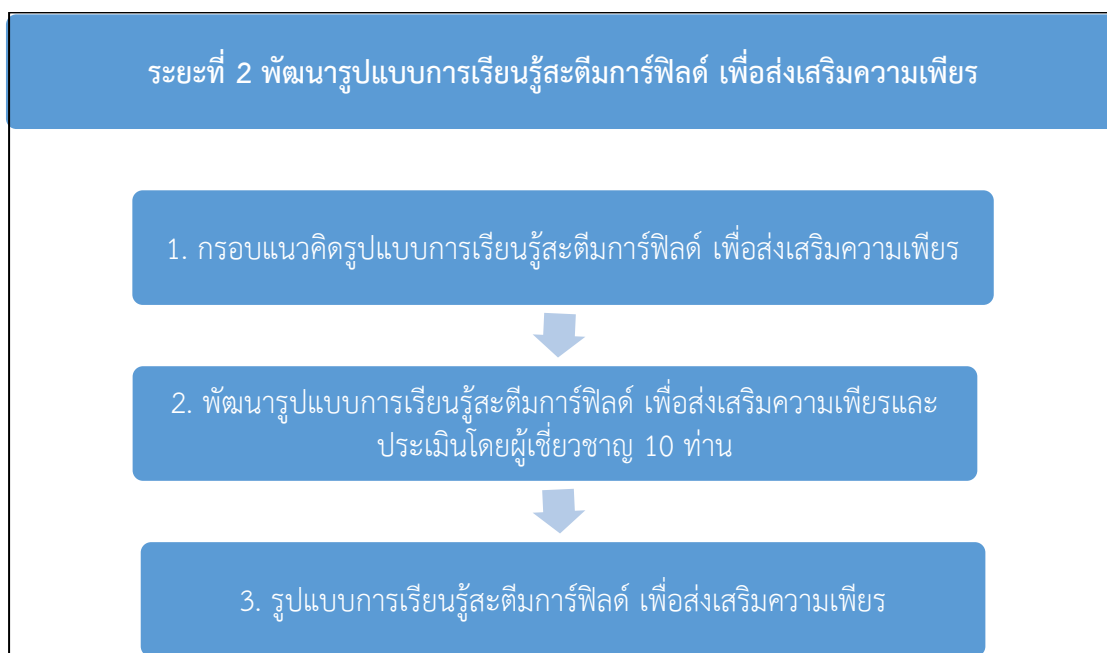 ระยะที่ 2 พัฒนารูปแบบการเรียนรู้สะตีมการ์ฟิลด์ เพื่อส่งเสริมความเพียร
1. กรอบแนวคิดรูปแบบการเรียนรู้สะตีมการ์ฟิลด์ เพื่อส่งเสริมความเพียร
2. พัฒนารูปแบบการเรียนรู้สะตีมการ์ฟิลด์ เพื่อส่งเสริมความเพียรและ
ประเมินโดยผู้เชี่ยวชาญ 10 ท่าน
3. รูปแบบการเรียนรู้สะตีมการ์ฟิลด์ เพื่อส่งเสริมความเพียร